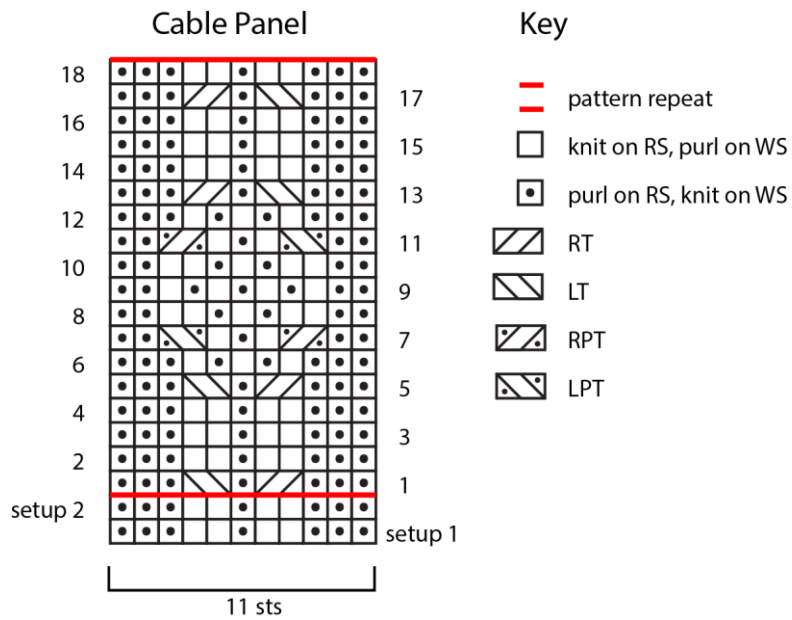 Cable Panel
18
17
16
15
14
13
12
11
10
9
8
7
6
5
4
3
2
1
setup 2
setup 1
11 sts
Key
pattern repeat
knit on RS, purl on WS
purl on RS, knit on WS
RT
LT
RPT
LPT